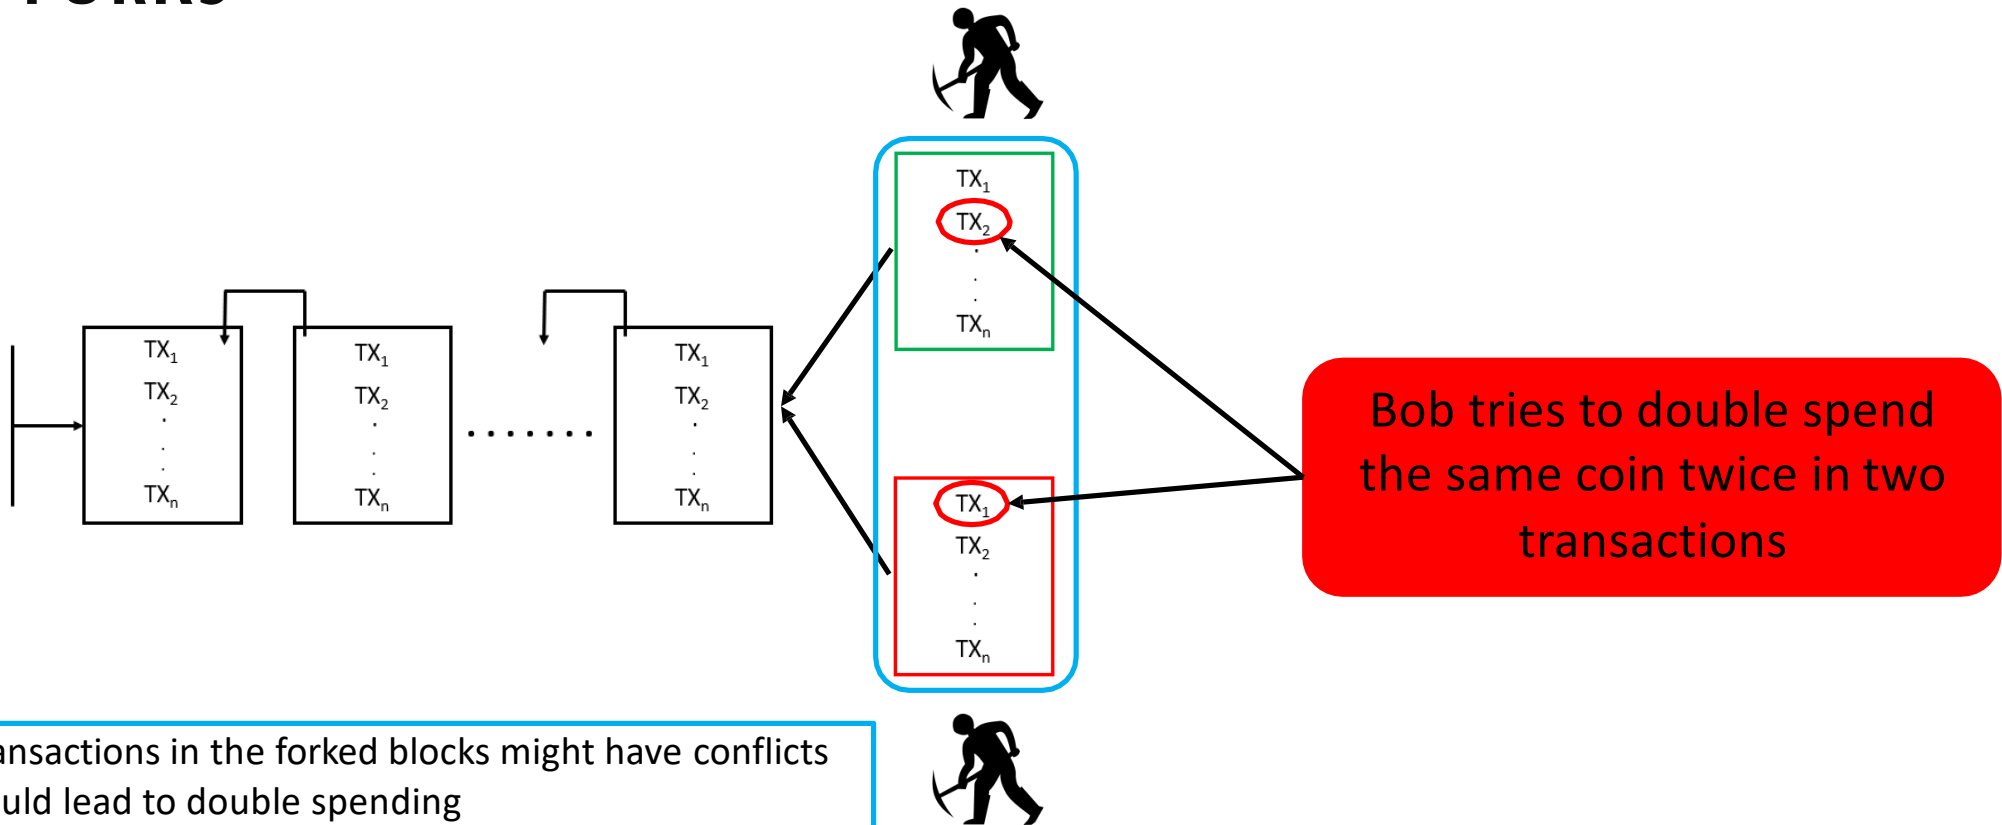 FORKS
TX₁
TX₂
.
.
.
TXₙ
TX₁
TX₂
.
.
.
TXₙ
.......
TX₁
TX₂
.
.
.
TXₙ
TX₁
TX₂
.
.
.
TXₙ
TX₁
TX₂
.
.
.
TXₙ
Bob tries to double spend
the same coin twice in two
transactions
ansactions in the forked blocks might have conflicts
uld lead to double spending